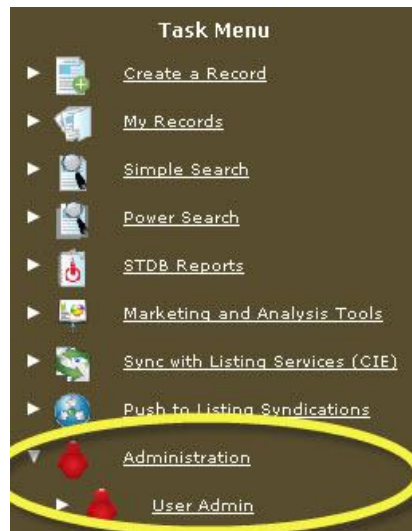 Task Menu
Create a Record
My Records
Simple Search
Power Search
STDB Reports
Marketing and Analysis Tools
Sync with Listing Services (CIE)
Push to Listing Syndications
Administration
User Admin